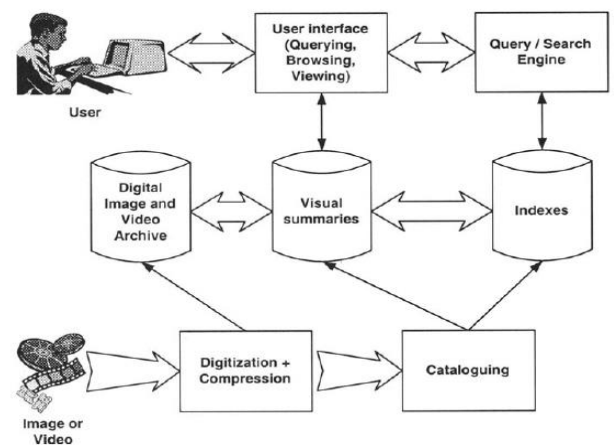 User interface
(Querying,
Browsing,
Viewing)
Query / Search
Engine
User
Digital
Image and
Video
Archive
Visual
summaries
Indexes
Digitization +
Compression
Cataloguing
Image or
Video